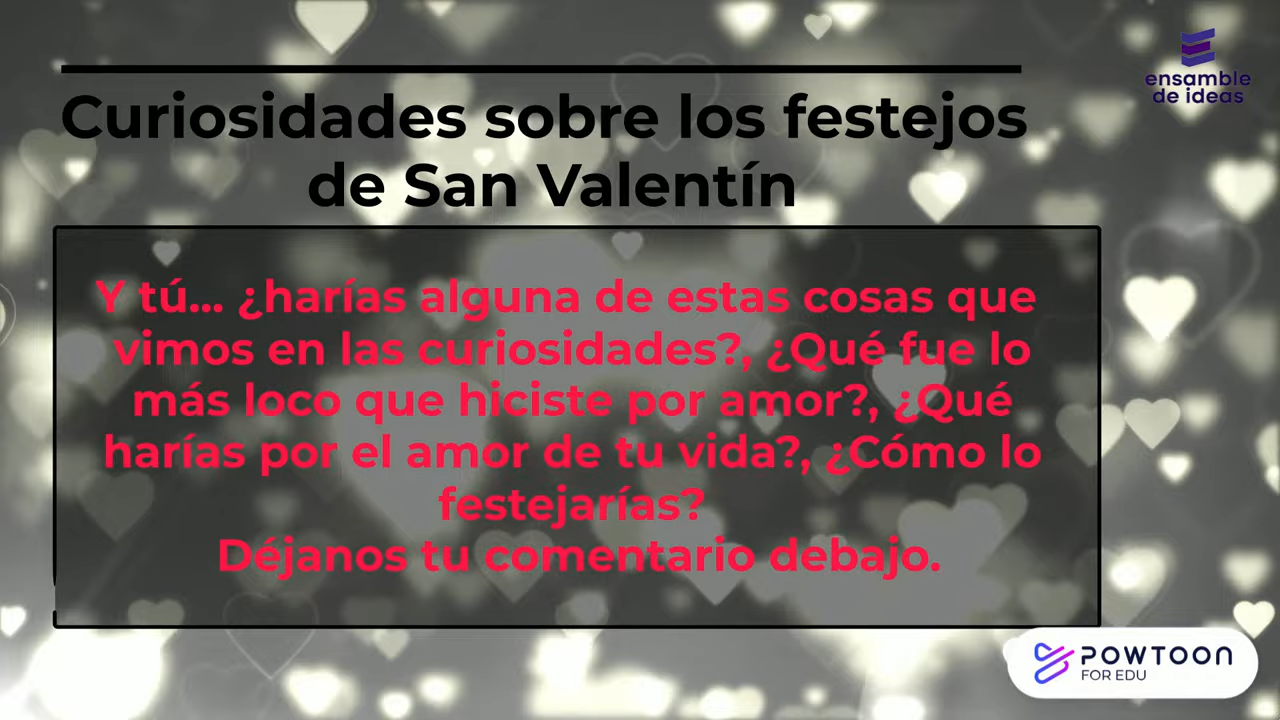 ensamble
de ideas
Curiosidades sobre los festejos
de San Valentín
Y tú... ¿harías alguna de estas cosas que
vimos en las curiosidades?, ¿Qué fue lo
más loco que hiciste por amor?, ¿Qué
harías por el amor de tu vida?, ¿Cómo lo
festejarías?
Déjanos tu comentario debajo.
POWTOON
FOR EDU